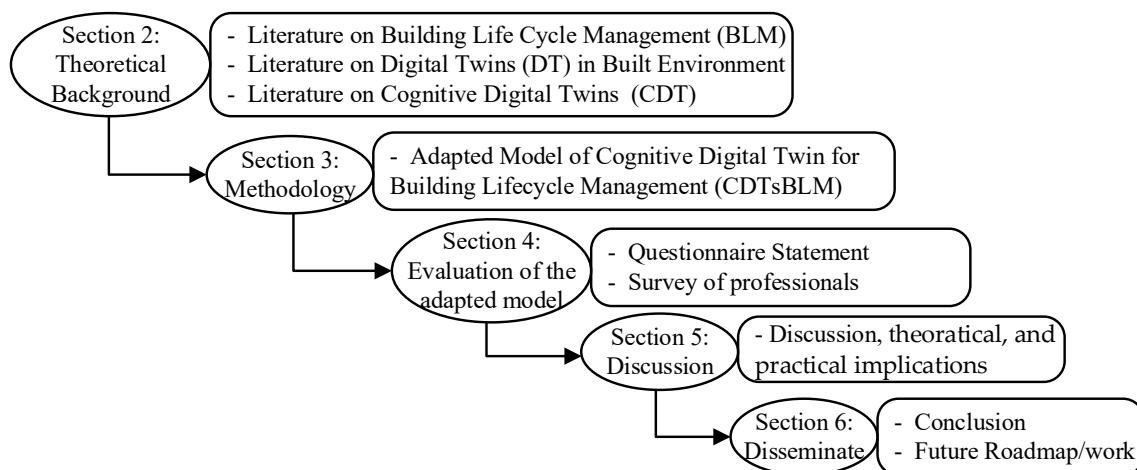 Section 2:
Theoretical
Background
- Literature on Building Life Cycle Management (BLM)
- Literature on Digital Twins (DT) in Built Environment
- Literature on Cognitive Digital Twins (CDT)
Section 3:
Methodology
- Adapted Model of Cognitive Digital Twin for
Building Lifecycle Management (CDTsBLM)
Section 4:
Evaluation of the
adapted model
- Questionnaire Statement
- Survey of professionals
Section 5:
Discussion
- Discussion, theoratical, and
practical implications
Section 6:
Disseminate
- Conclusion
- Future Roadmap/work